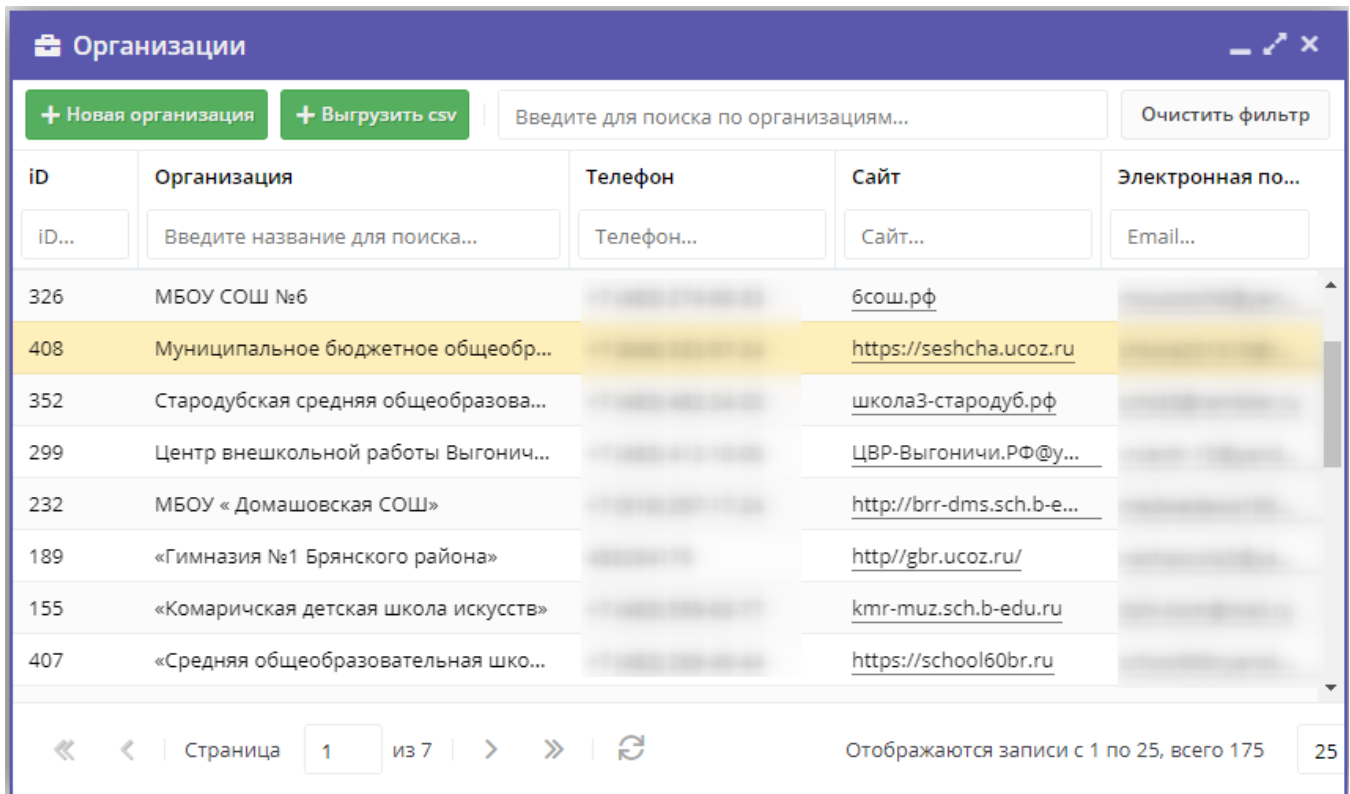 Организации
Новая организация Выгрузить csv Введите для поиска по организациям... Очистить фильтр
iD Организация Телефон Сайт Электронная по...
iD... Введите название для поиска... Телефон... Сайт... Email...
326 МБОУ СОШ №6 6сош.рф
408 Муниципальное бюджетное общеобр... https://seshcha.ucoz.ru
352 Стародубская средняя общеобразова... школа3-стародуб.рф
299 Центр внешкольной работы Выгонич... ЦВР-Выгоничи.РФ@y...
232 МБОУ « Домашовская СОШ» http://brr-dms.sch.b-e...
189 «Гимназия №1 Брянского района» http//gbr.ucoz.ru/
155 «Комаричская детская школа искусств» kmr-muz.sch.b-edu.ru
407 «Средняя общеобразовательная шко... https://school60br.ru
Страница 1 из 7 Отображаются записи с 1 по 25, всего 175 25